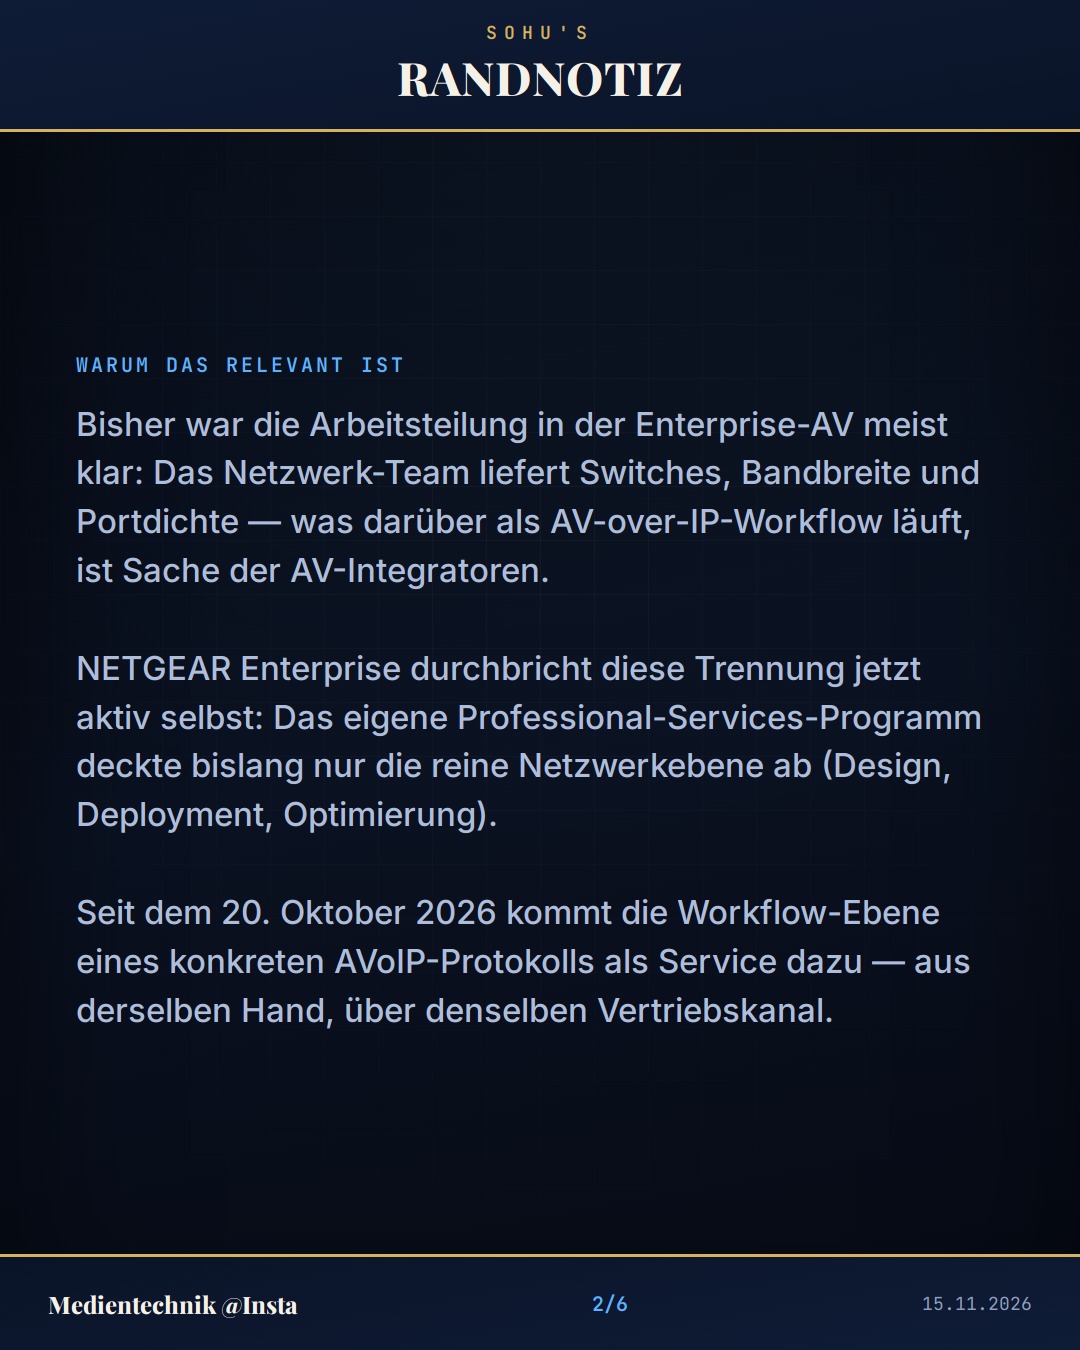 SOHU'S
RANDNOTIZ
WARUM DAS RELEVANT IST
Bisher war die Arbeitsteilung in der Enterprise-AV meist
klar: Das Netzwerk-Team liefert Switches, Bandbreite und
Portdichte — was darüber als AV-over-IP-Workflow läuft,
ist Sache der AV-Integratoren.
NETGEAR Enterprise durchbricht diese Trennung jetzt
aktiv selbst: Das eigene Professional-Services-Programm
deckte bislang nur die reine Netzwerkebene ab (Design,
Deployment, Optimierung).
Seit dem 20. Oktober 2026 kommt die Workflow-Ebene
eines konkreten AVoIP-Protokolls als Service dazu — aus
derselben Hand, über denselben Vertriebskanal.
Medientechnik @Insta
2/6
15.11.2026